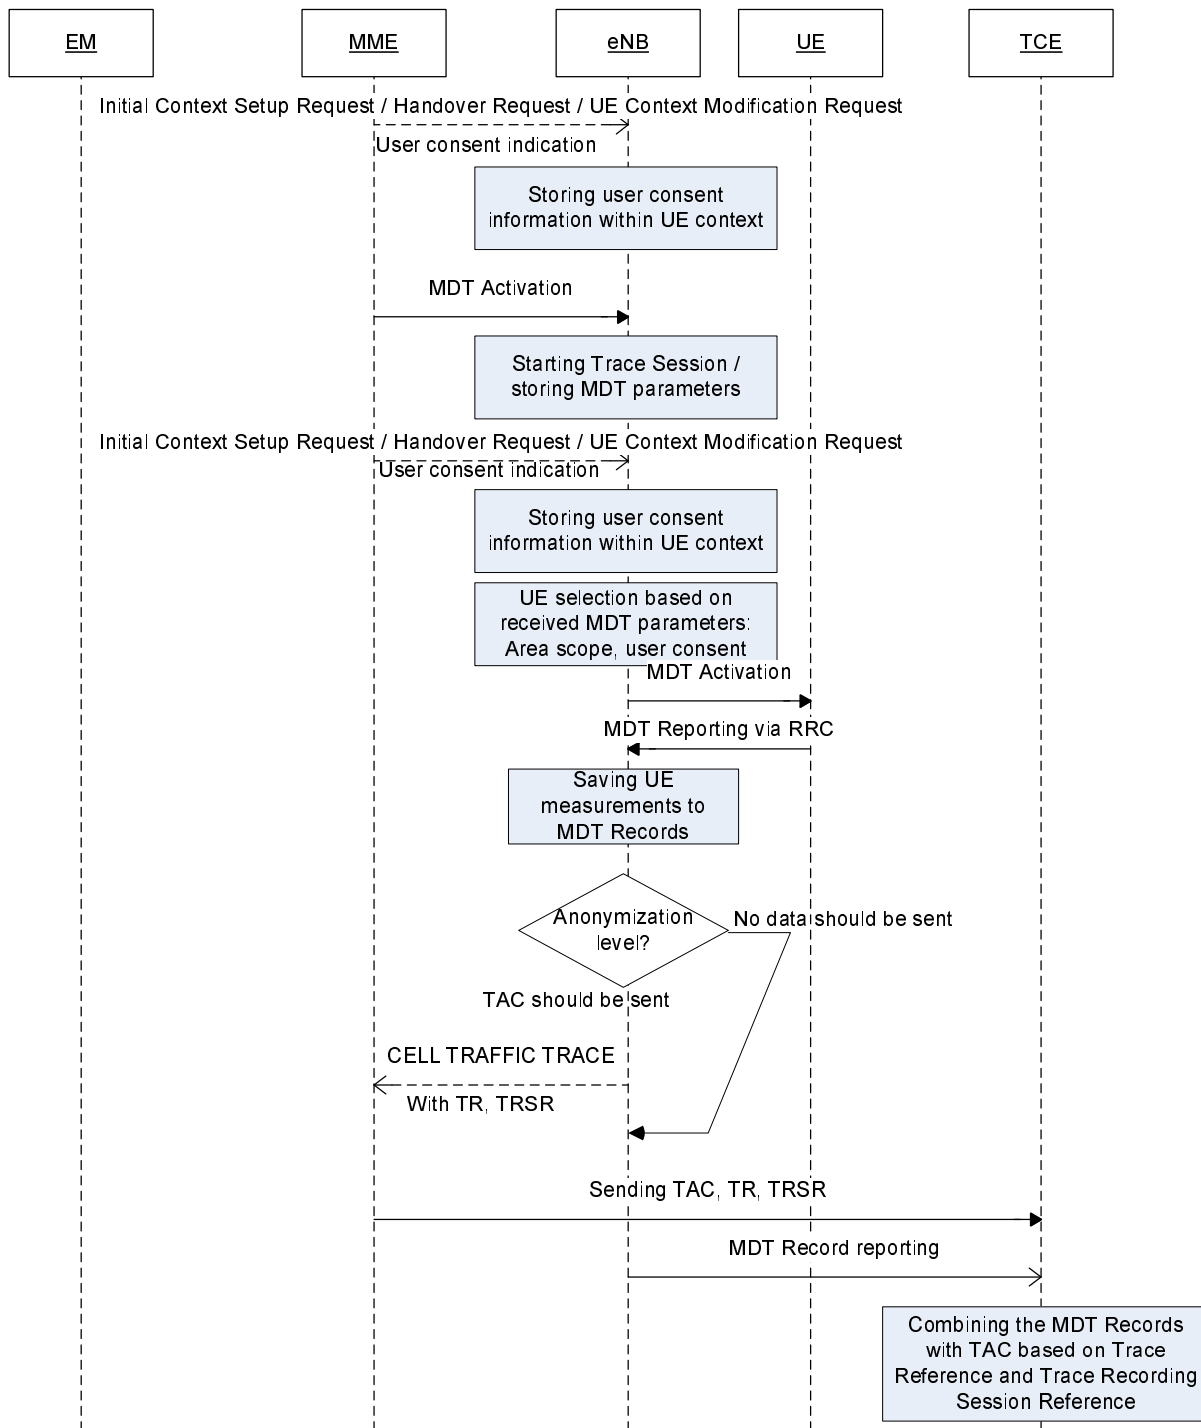 EM
MME
eNB
UE
TCE
Initial Context Setup Request / Handover Request / UE Context Modification Request
User consent indication
Storing user consent
information within UE context
MDT Activation
Starting Trace Session /
storing MDT parameters
Initial Context Setup Request / Handover Request / UE Context Modification Request
User consent indication
Storing user consent
information within UE context
UE selection based on
received MDT parameters:
Area scope, user consent
MDT Activation
MDT Reporting via RRC
Saving UE
measurements to
MDT Records
Anonymization
level?
No data should be sent
TAC should be sent
CELL TRAFFIC TRACE
With TR, TRSR
Sending TAC, TR, TRSR
MDT Record reporting
Combining the MDT Records
with TAC based on Trace
Reference and Trace Recording
Session Reference